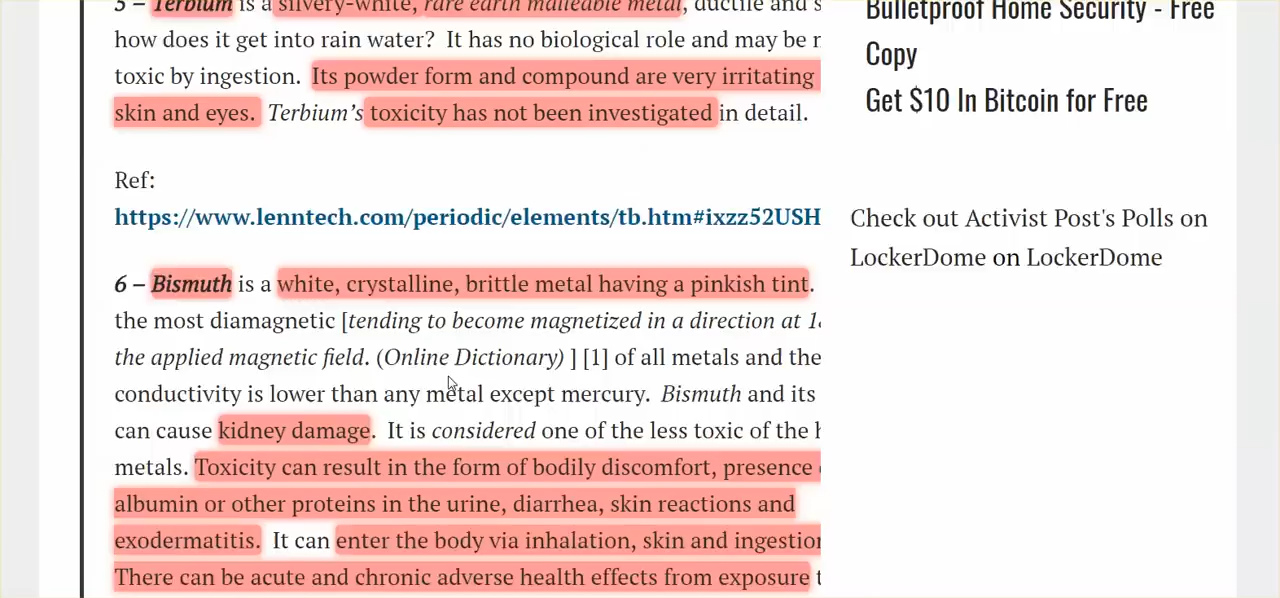 5 – Terbium is a silvery-white, rare earth malleable metal, ductile and s
how does it get into rain water?  It has no biological role and may be
toxic by ingestion.  Its powder form and compound are very irritating
skin and eyes.  Terbium’s toxicity has not been investigated in detail.
Ref:
https://www.lenntech.com/periodic/elements/tb.htm#ixzz52USH
6 – Bismuth is a white, crystalline, brittle metal having a pinkish tint.
the most diamagnetic [tending to become magnetized in a direction at
the applied magnetic field. (Online Dictionary) ] [1] of all metals and the
conductivity is lower than any metal except mercury.  Bismuth and its
can cause kidney damage.  It is considered one of the less toxic of the
metals. Toxicity can result in the form of bodily discomfort, presence
albumin or other proteins in the urine, diarrhea, skin reactions and
exodermatitis.  It can enter the body via inhalation, skin and ingestion
There can be acute and chronic adverse health effects from exposure
Bulletproof Home Security - Free
Copy
Get $10 In Bitcoin for Free
Check out Activist Post's Polls on
LockerDome on LockerDome